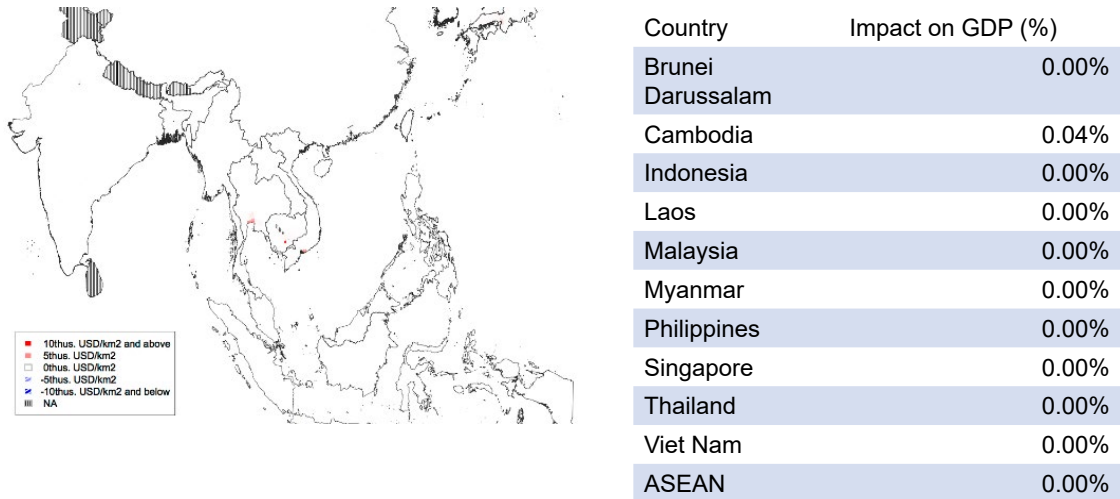 10thus. USD/km2 and above
5thus. USD/km2
0thus. USD/km2
-5thus. USD/km2
-10thus. USD/km2 and below
NA
Country Impact on GDP (%)
Brunei 0.00%
Darussalam
Cambodia 0.04%
Indonesia 0.00%
Laos 0.00%
Malaysia 0.00%
Myanmar 0.00%
Philippines 0.00%
Singapore 0.00%
Thailand 0.00%
Viet Nam 0.00%
ASEAN 0.00%